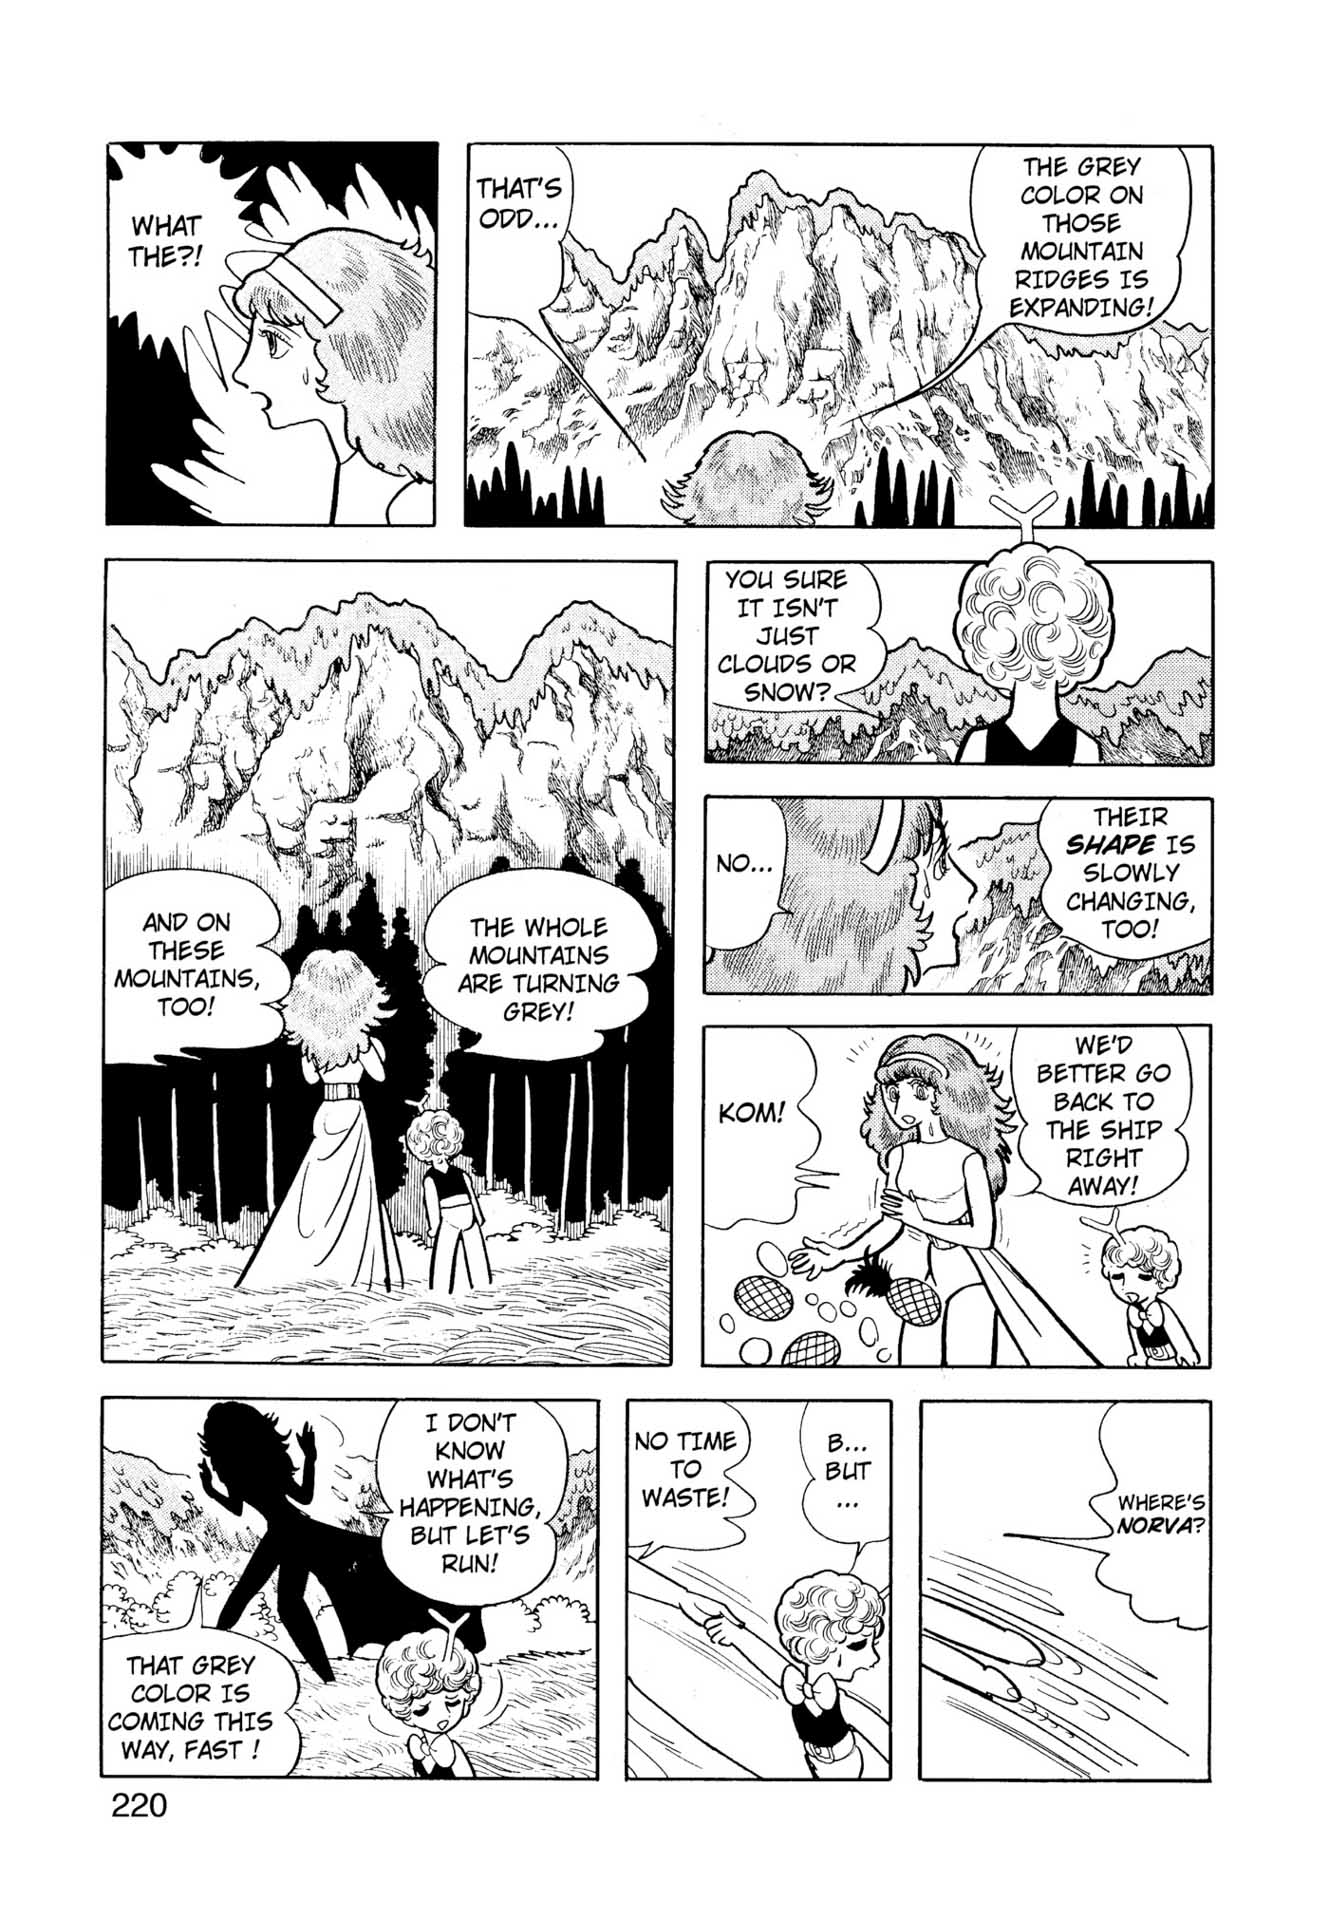 WHAT
THE?!
THAT'S
ODD...
THE GREY
COLOR ON
THOSE
MOUNTAIN
RIDGES IS
EXPANDING!
AND ON
THESE
MOUNTAINS,
TOO!
THE WHOLE
MOUNTAINS
ARE TURNING
GREY!
YOU SURE
IT ISN'T
JUST
CLOUDS OR
SNOW?
NO...
THEIR
SHAPE IS
SLOWLY
CHANGING,
TOO!
KOM!
WE'D
BETTER GO
BACK TO
THE SHIP
RIGHT
AWAY!
THAT GREY
COLOR IS
COMING THIS
WAY, FAST !
I DON'T
KNOW
WHAT'S
HAPPENING,
BUT LET'S
RUN!
NO TIME
TO
WASTE!
B...
BUT
...
WHERE'S
NORVA?
220